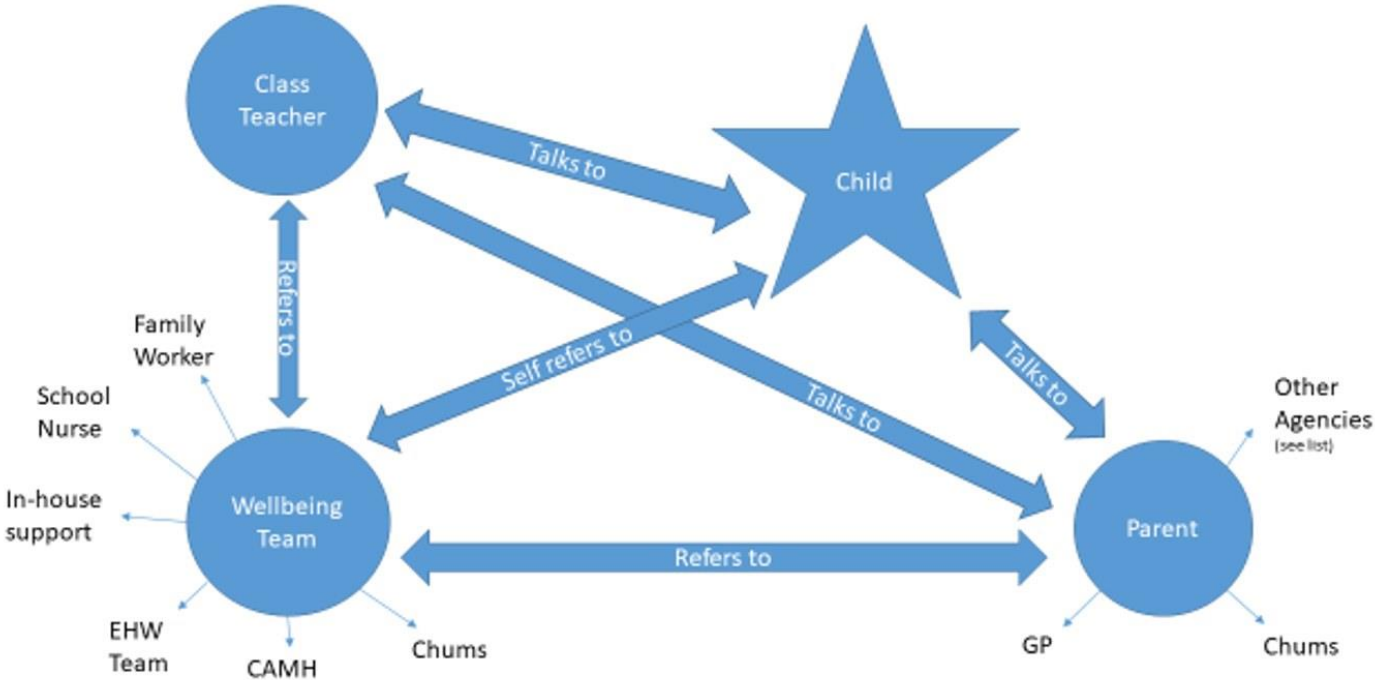 Class
Teacher
Talks to
Child
Refers to
Self refers to
Talks to
Talks to
Family
Worker
School
Nurse
In-house
support
Wellbeing
Team
EHW
Team
CAMH
Chums
Refers to
Parent
Other
Agencies
(see list)
GP
Chums